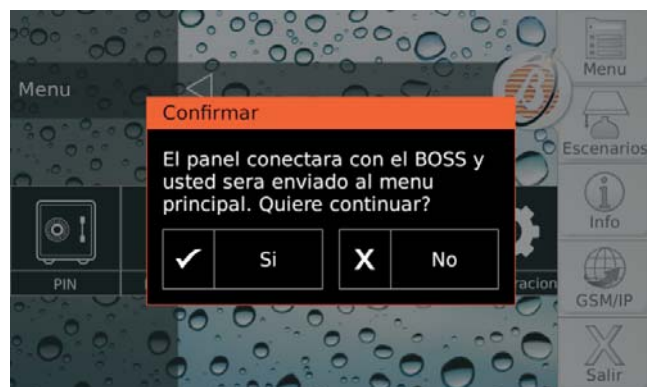 Menu
Menu
Confirmar
Escenarios
El panel conectara con el BOSS y
usted sera enviado al menu
principal. Quiere continuar?
Info
Si
No
PIN
racion
GSM/IP
Salir